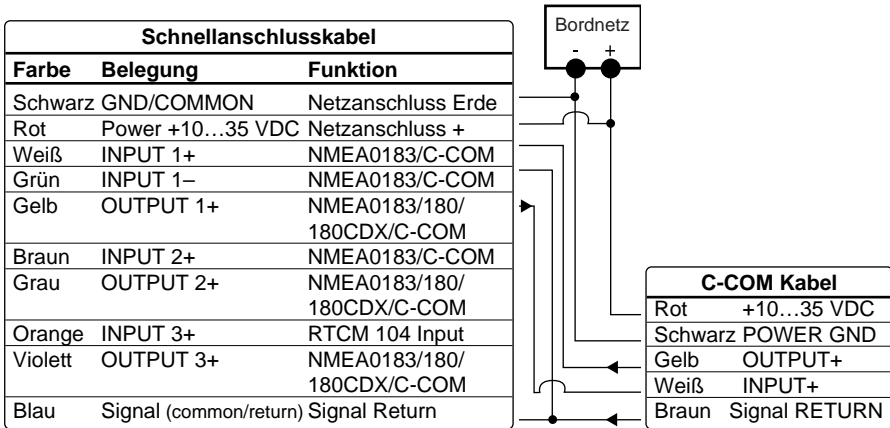 Bordnetz
- +
Schnellanschlusskabel
Farbe Belegung Funktion
Schwarz GND/COMMON Netzanschluss Erde
Rot Power +10…35 VDC Netzanschluss +
Weiß INPUT 1+ NMEA0183/C-COM
Grün INPUT 1– NMEA0183/C-COM
Gelb OUTPUT 1+ NMEA0183/180/
180CDX/C-COM
Braun INPUT 2+ NMEA0183/C-COM
Grau OUTPUT 2+ NMEA0183/180/
180CDX/C-COM
Orange INPUT 3+ RTCM 104 Input
Violett OUTPUT 3+ NMEA0183/180/
180CDX/C-COM
Blau Signal (common/return) Signal Return
C-COM Kabel
Rot +10…35 VDC
Schwarz POWER GND
Gelb OUTPUT+
Weiß INPUT+
Braun Signal RETURN